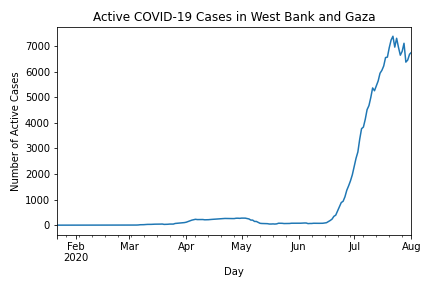 Active COVID-19 Cases in West Bank and Gaza
Number of Active Cases
7000
6000
5000
4000
3000
2000
1000
0
Feb Mar Apr May Jun Jul Aug
2020
Day